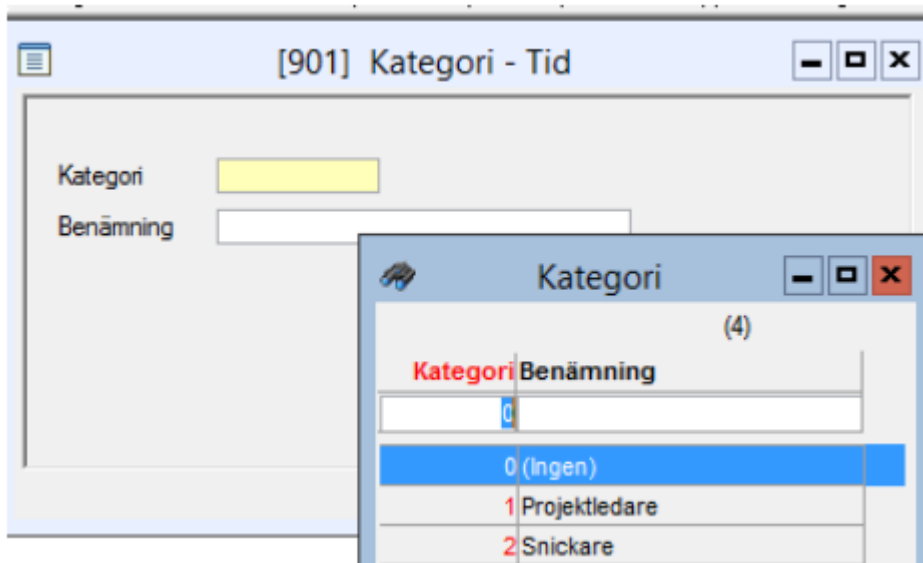 [901] Kategori - Tid
Kategori
Benämning
Kategori
(4)
Kategori Benämning
0
0 (Ingen)
1 Projektledare
2 Snickare